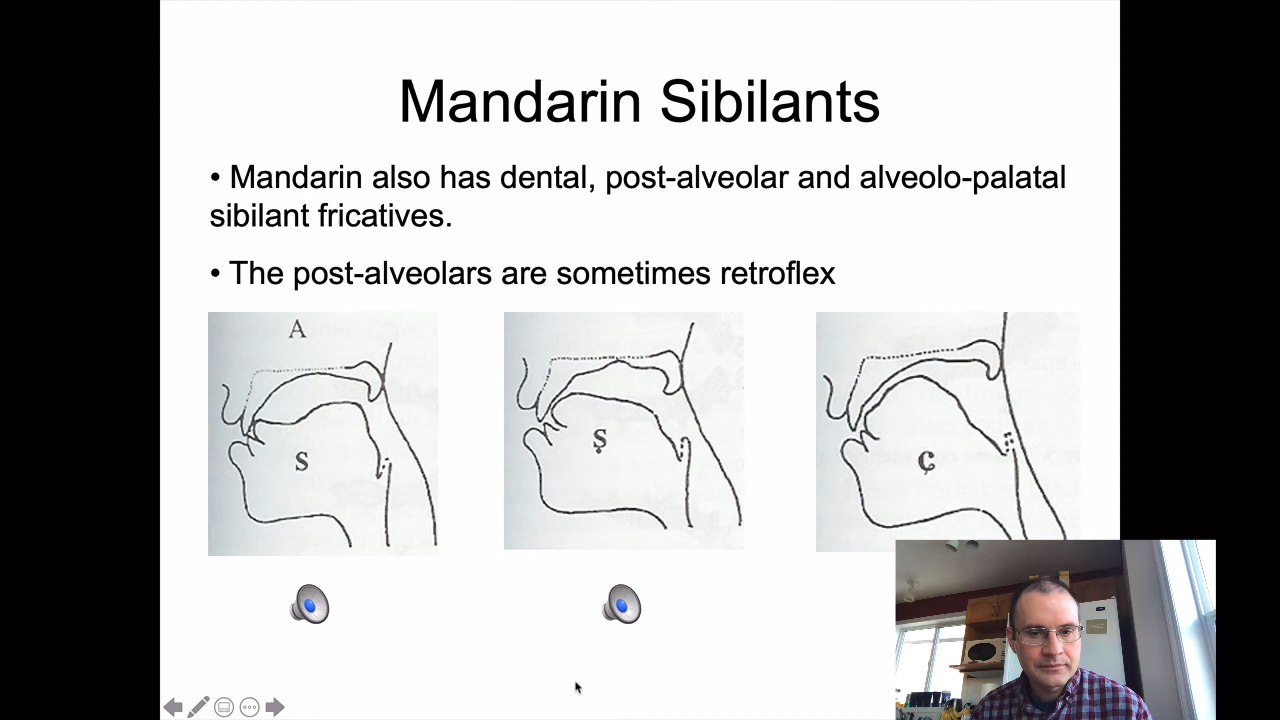 Mandarin Sibilants
• Mandarin also has dental, post-alveolar and alveolo-palatal
sibilant fricatives.
• The post-alveolars are sometimes retroflex
A
s
ṣ
ç